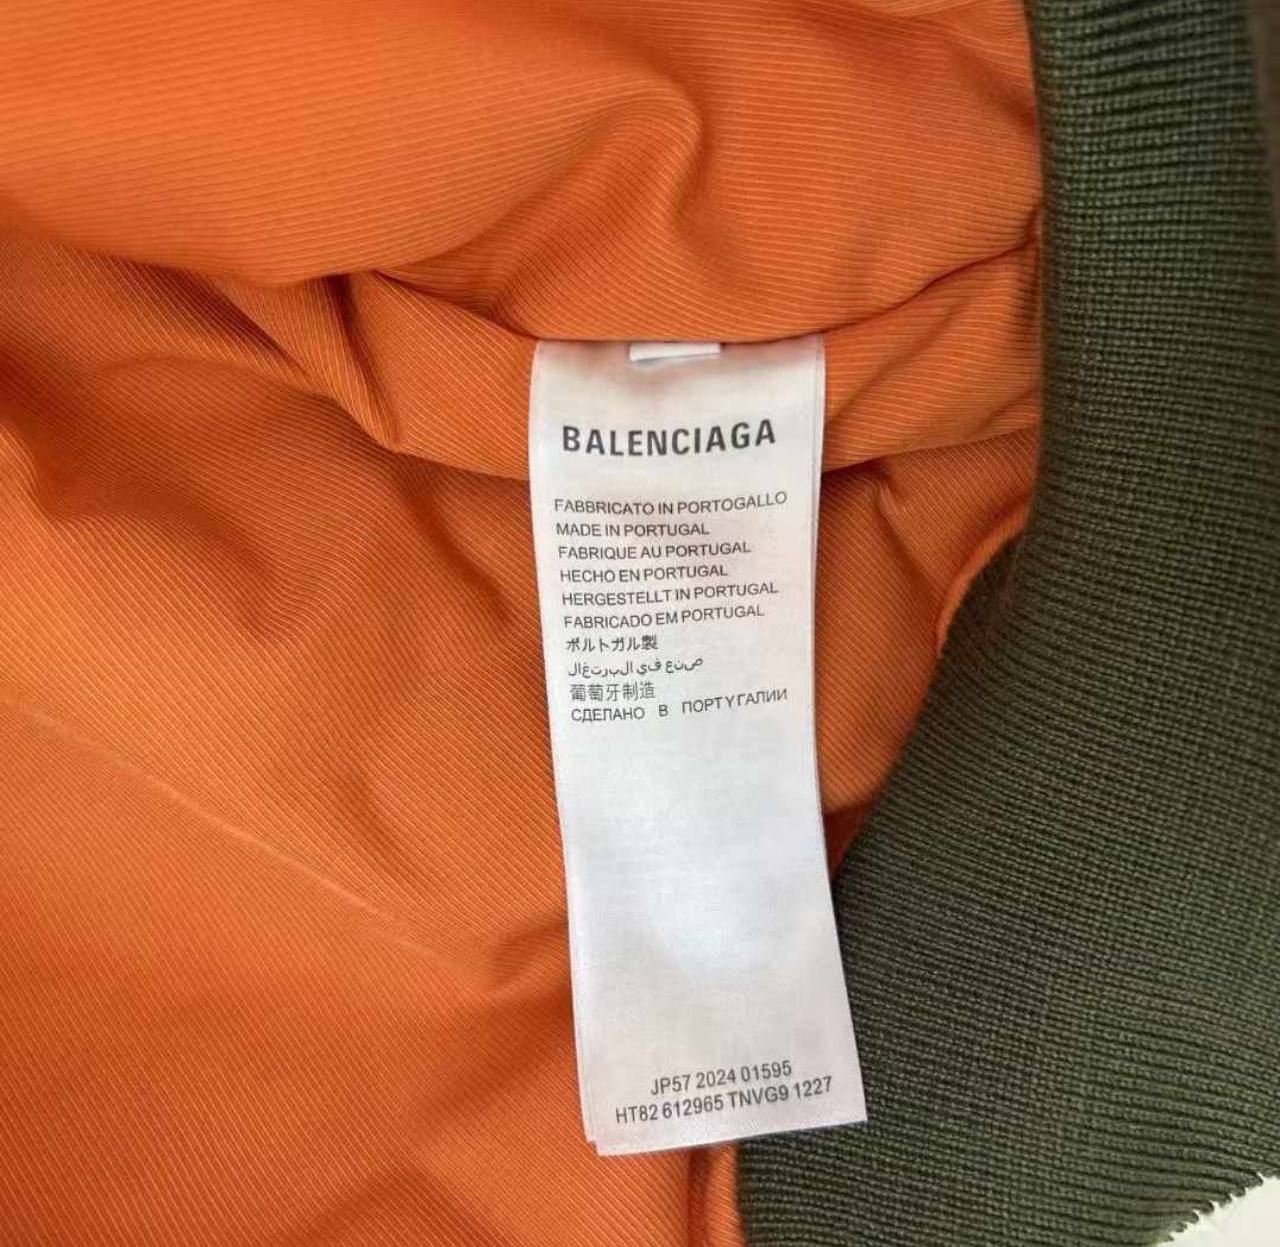 BALENCIAGA
FABBRICATO IN PORTOGALLO
MADE IN PORTUGAL
FABRIQUE AU PORTUGAL
HECHO EN PORTUGAL
HERGESTELLT IN PORTUGAL
FABRICADO EM PORTUGAL
ポルトガル製
صنع في البرتغال
葡萄牙制造
СДЕЛАНО В ПОРТУГАЛИИ
JP57 2024 01595
HT82 612965 TNVG9 1227